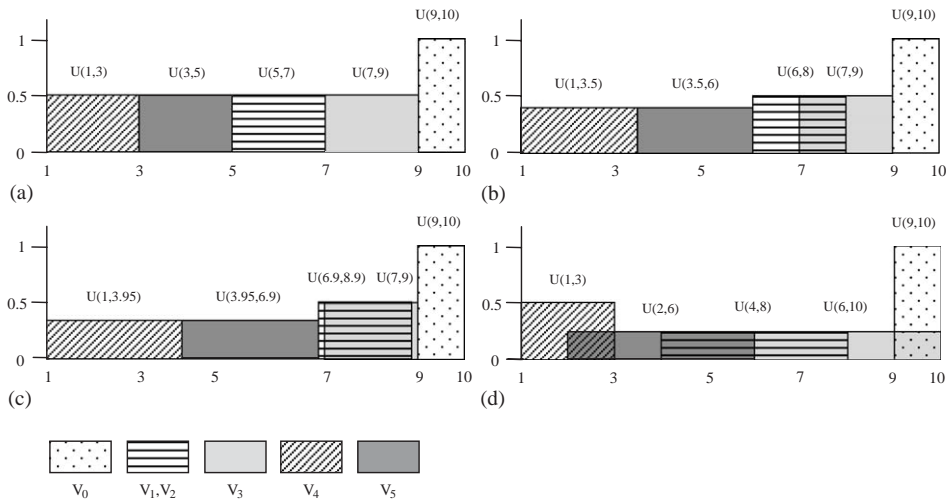 U(9,10)
1
U(1,3) U(3,5) U(5,7) U(7,9)
0.5
0
1 3 5 7 9 10
(a)
U(9,10)
1
U(1,3.5) U(3.5,6) U(6,8) U(7,9)
0.5
0
1 3 5 7 9 10
(b)
U(9,10)
1
U(1,3.95) U(3.95,6.9) U(6.9,8.9) U(7,9)
0.5
0
1 3 5 7 9 10
(c)
U(9,10)
1
U(1,3) U(2,6) U(4,8) U(6,10)
0.5
0
1 3 5 7 9 10
(d)
V0 V1,V2 V3 V4 V5